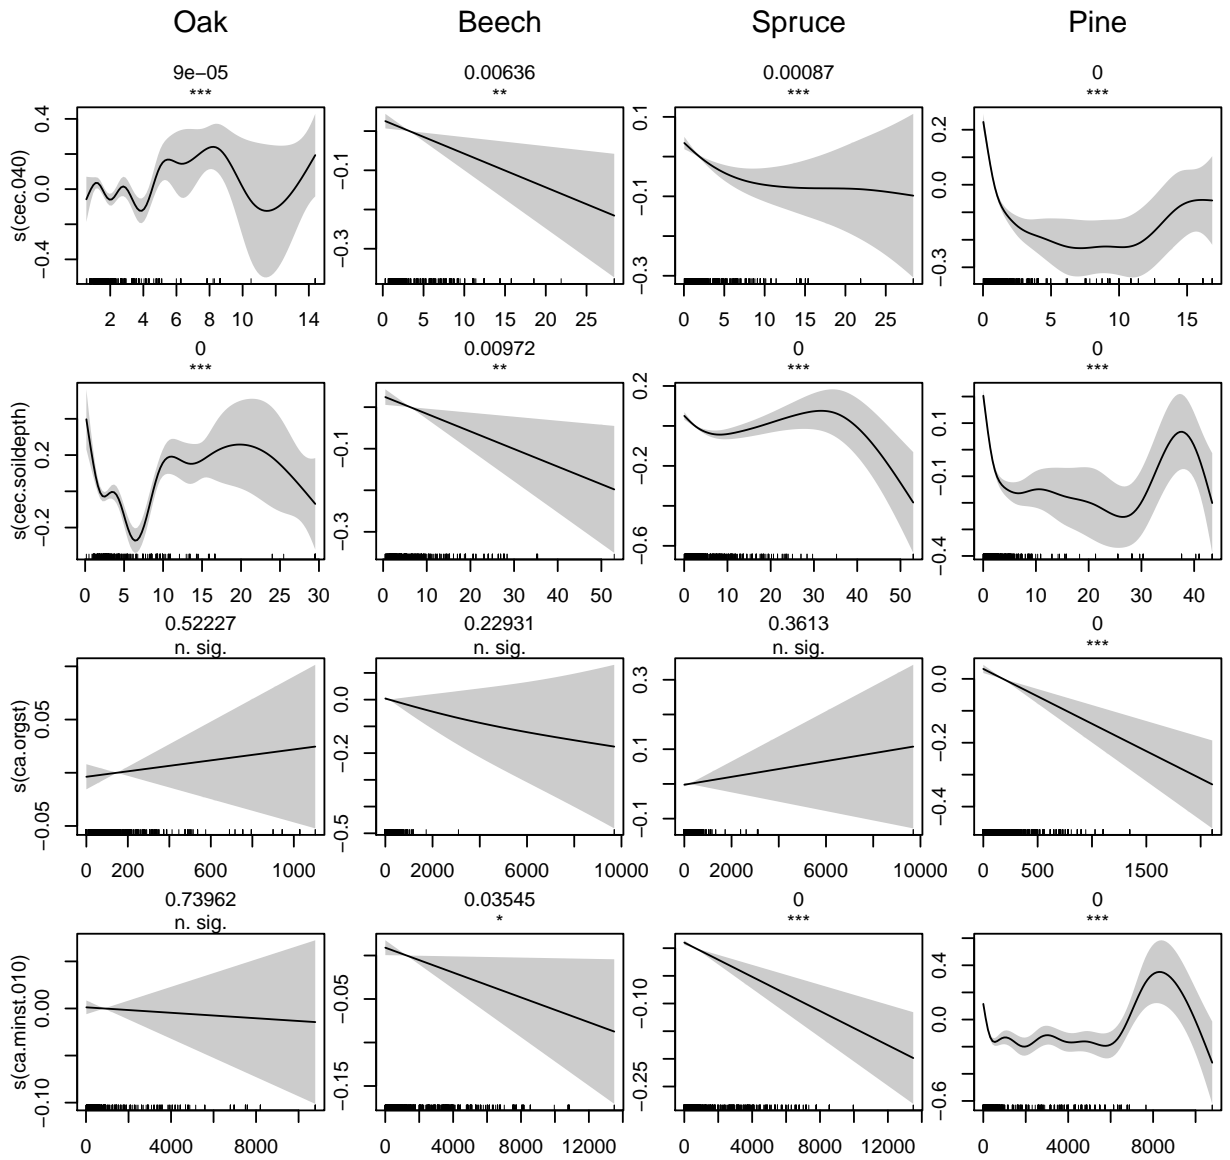 Oak Beech Spruce Pine
9e−05 0.00636 0.00087 0
*** ** *** ***
s(cec.040)
−0.4 0.0 0.4
−0.3 −0.1
−0.3 −0.1 0.1
−0.3 0.0 0.2
2 4 6 8 10 12 14
0 5 10 15 20 25
0 5 10 15 20 25
0 5 10 15
0 0.00972 0 0
*** ** *** ***
s(cec.soildepth)
−0.2 0.2
−0.3 −0.1
−0.6 −0.2 0.2
−0.4 −0.1 0.1
0 5 10 15 20 25 30
0 10 20 30 40 50
0 10 20 30 40 50
0 10 20 30 40
0.52227 0.22931 0.3613 0
n. sig. n. sig. n. sig. ***
s(ca.orgst)
−0.05 0.05
−0.5 −0.2 0.0
−0.1 0.1 0.3
−0.4 −0.2 0.0
0 200 400 600 1000
0 2000 6000 10000
0 2000 6000 10000
0 500 1500
0.73962 0.03545 0 0
n. sig. * *** ***
s(ca.minst.010)
−0.10 0.00
−0.15 −0.05
−0.25 −0.10
−0.6 0.0 0.4
0 4000 8000
0 4000 8000 12000
0 4000 8000 12000
0 4000 8000